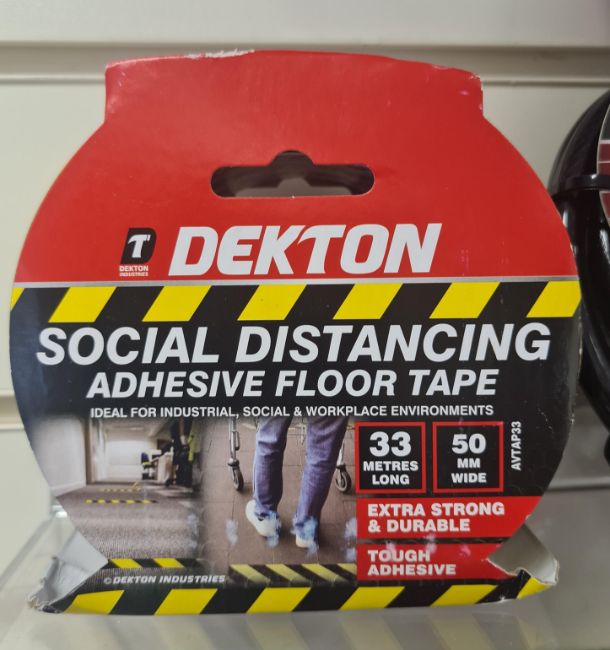 T
DEKTON
INDUSTRIES
DEKTON
SOCIAL DISTANCING
ADHESIVE FLOOR TAPE
IDEAL FOR INDUSTRIAL, SOCIAL & WORKPLACE ENVIRONMENTS
33
METRES
LONG
50
MM
WIDE
AVTAP33
EXTRA STRONG
& DURABLE
TOUGH
ADHESIVE
© DEKTON INDUSTRIES